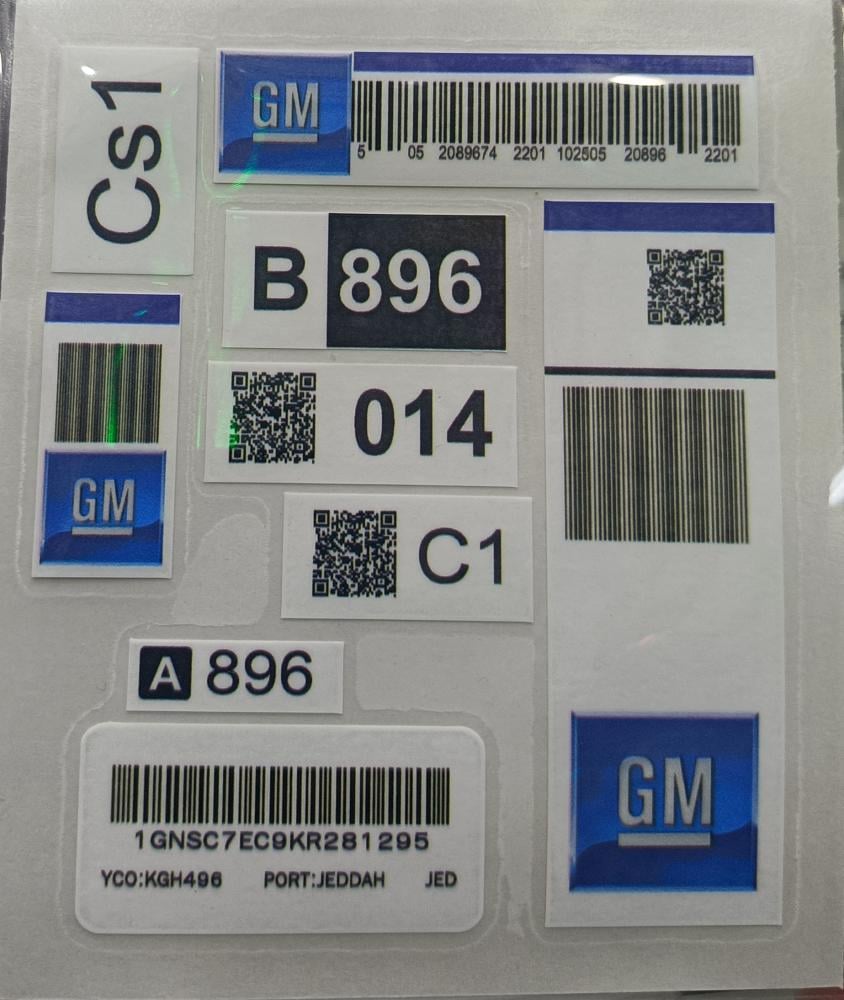 Cs1
GM
5 05 2089674 2201 102505 20896 2201
B 896
014
GM
C1
A 896
GM
1GNSC7EC9KR281295
YCO:KGH496 PORT:JEDDAH JED